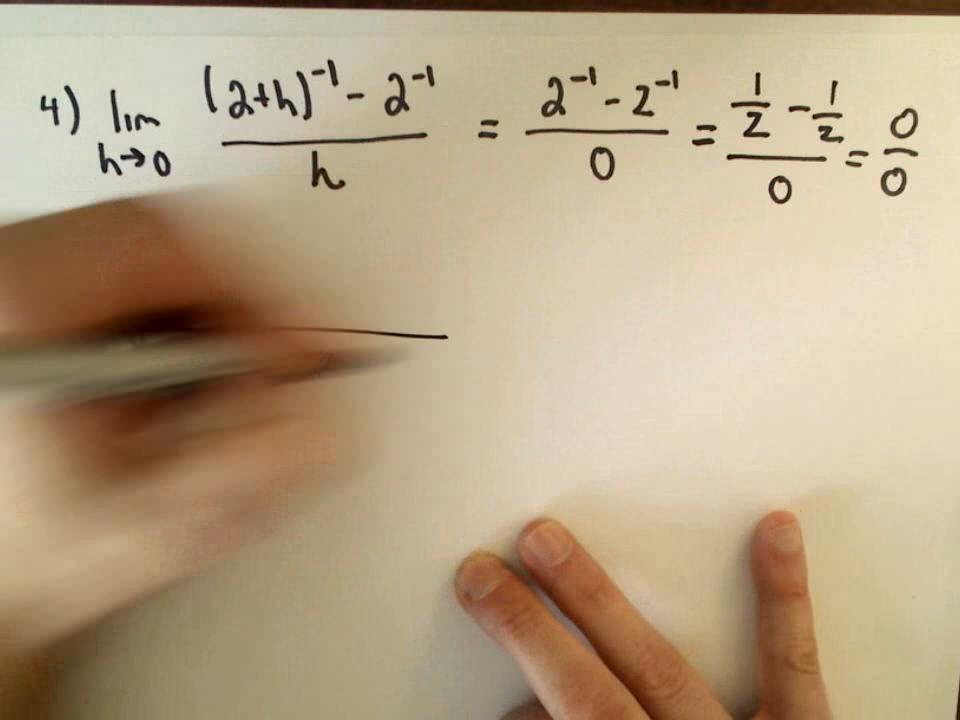 4) lim h→0 ((2+h)⁻¹ - 2⁻¹)/h = (2⁻¹ - 2⁻¹)/0 = (1/2 - 1/2)/0 = 0/0